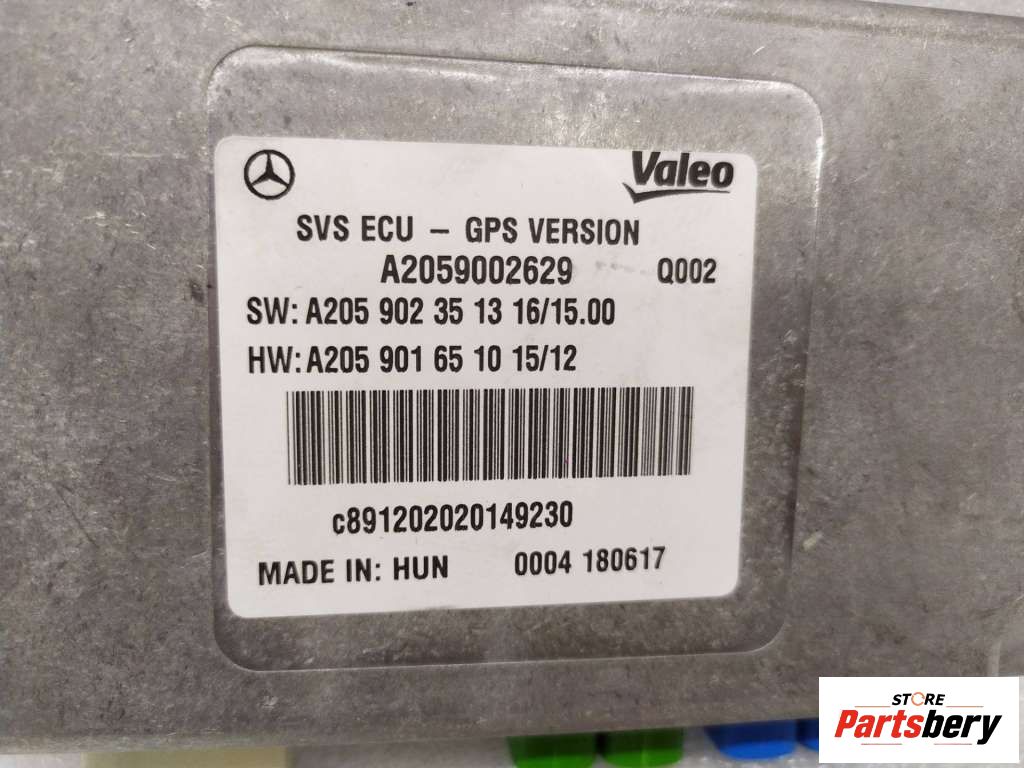 Valeo
SVS ECU – GPS VERSION
A2059002629 Q002
SW: A205 902 35 13 16/15.00
HW: A205 901 65 10 15/12
c891202020149230
MADE IN: HUN 0004 180617
STORE
Partsbery